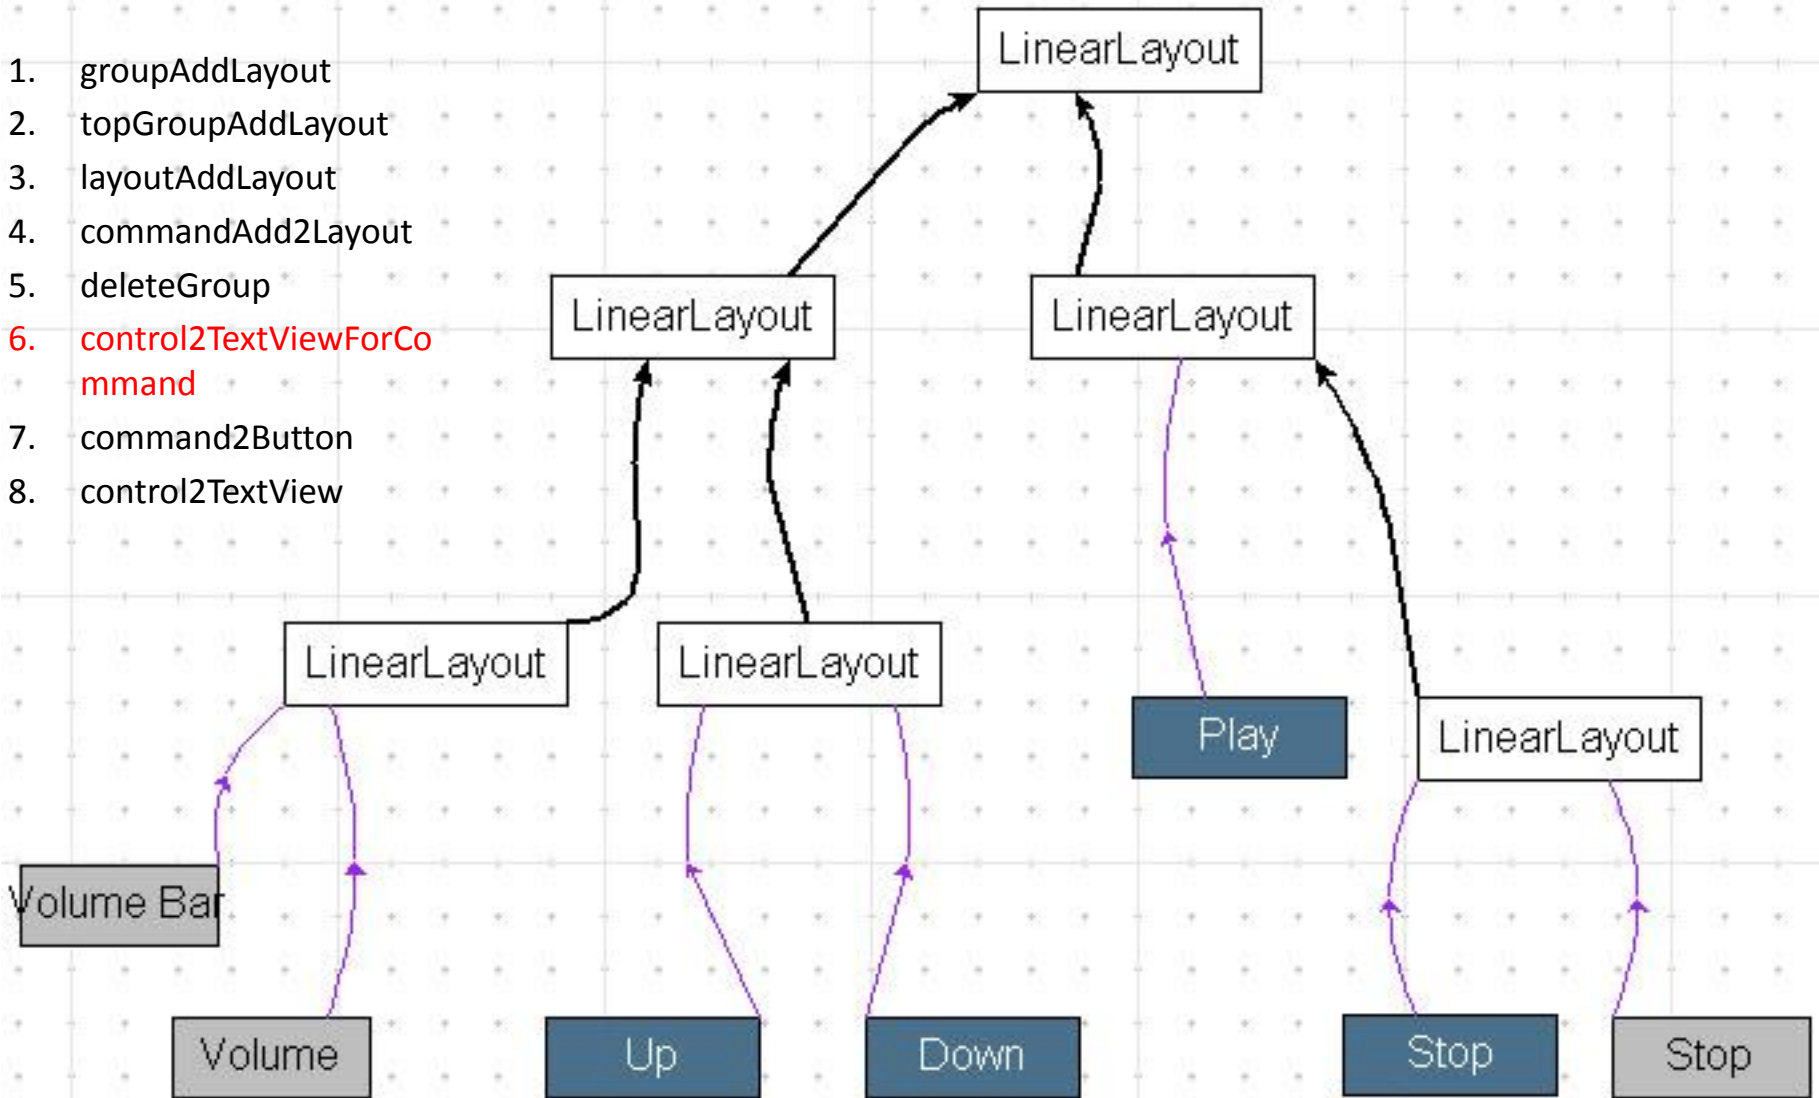 LinearLayout
1. groupAddLayout
2. topGroupAddLayout
3. layoutAddLayout
4. commandAdd2Layout
5. deleteGroup
6. control2TextViewForCo
mmand
7. command2Button
8. control2TextView
LinearLayout
LinearLayout
LinearLayout
LinearLayout
Play
LinearLayout
Volume Bar
Volume
Up
Down
Stop
Stop